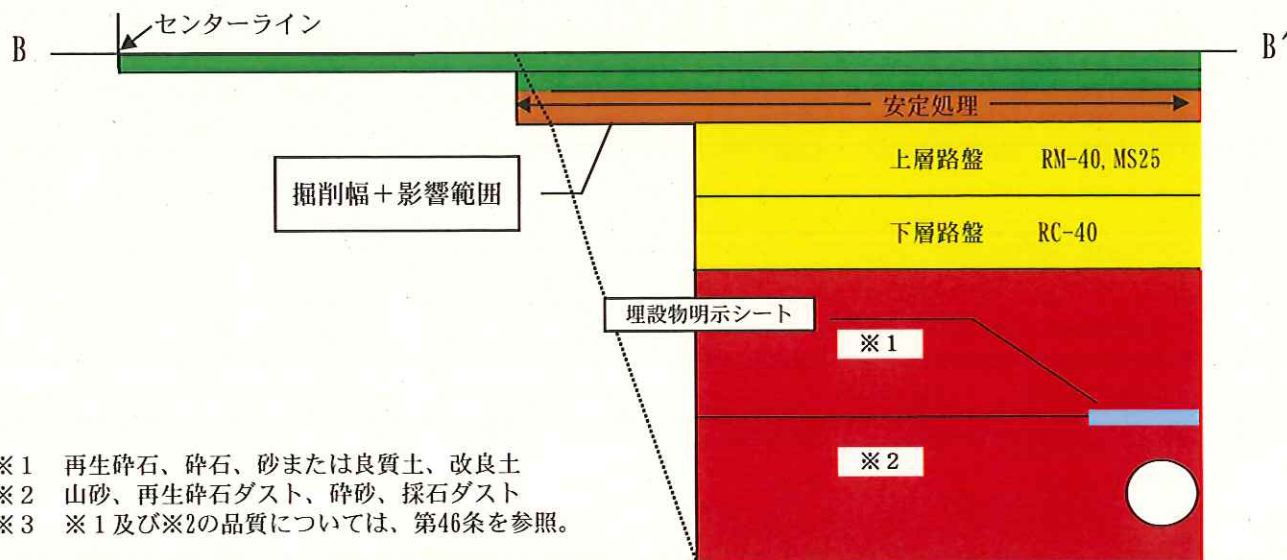 センターライン
B
B′
安定処理
上層路盤 RM-40, MS25
掘削幅＋影響範囲
下層路盤 RC-40
埋設物明示シート
※1
※2
※1 再生砕石、砕石、砂または良質土、改良土
※2 山砂、再生砕石ダスト、砕砂、採石ダスト
※3 ※1及び※2の品質については、第46条を参照。